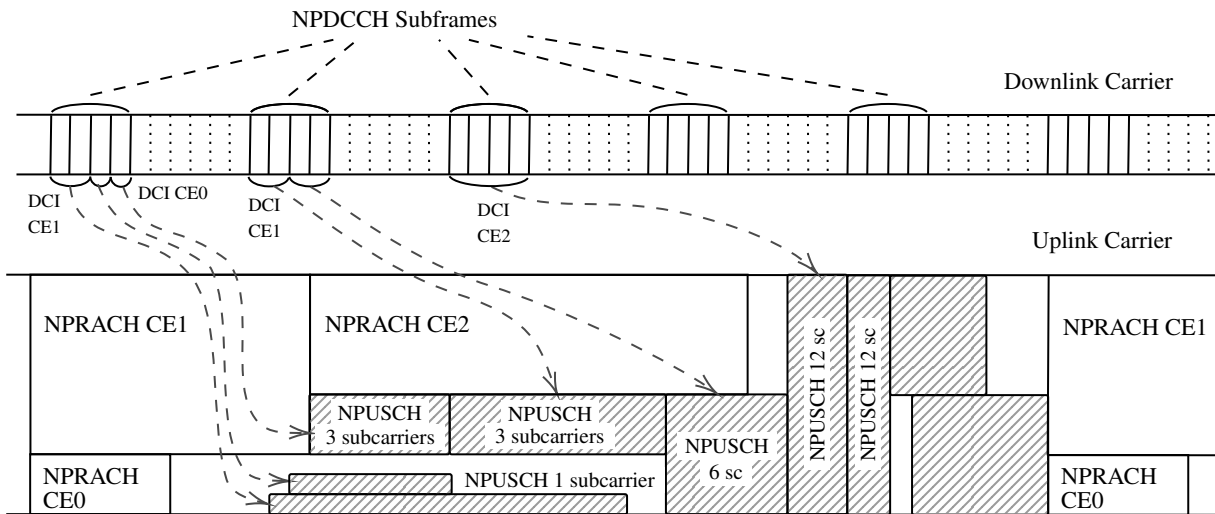 NPDCCH Subframes
Downlink Carrier
DCI CE1
DCI CE0
DCI
CE1
DCI
CE2
Uplink Carrier
NPRACH CE1
NPRACH CE2
NPRACH CE1
NPUSCH
3 subcarriers
NPUSCH
3 subcarriers
NPUSCH
6 sc
NPUSCH 12 sc
NPUSCH 12 sc
NPRACH
CE0
NPUSCH 1 subcarrier
NPRACH
CE0